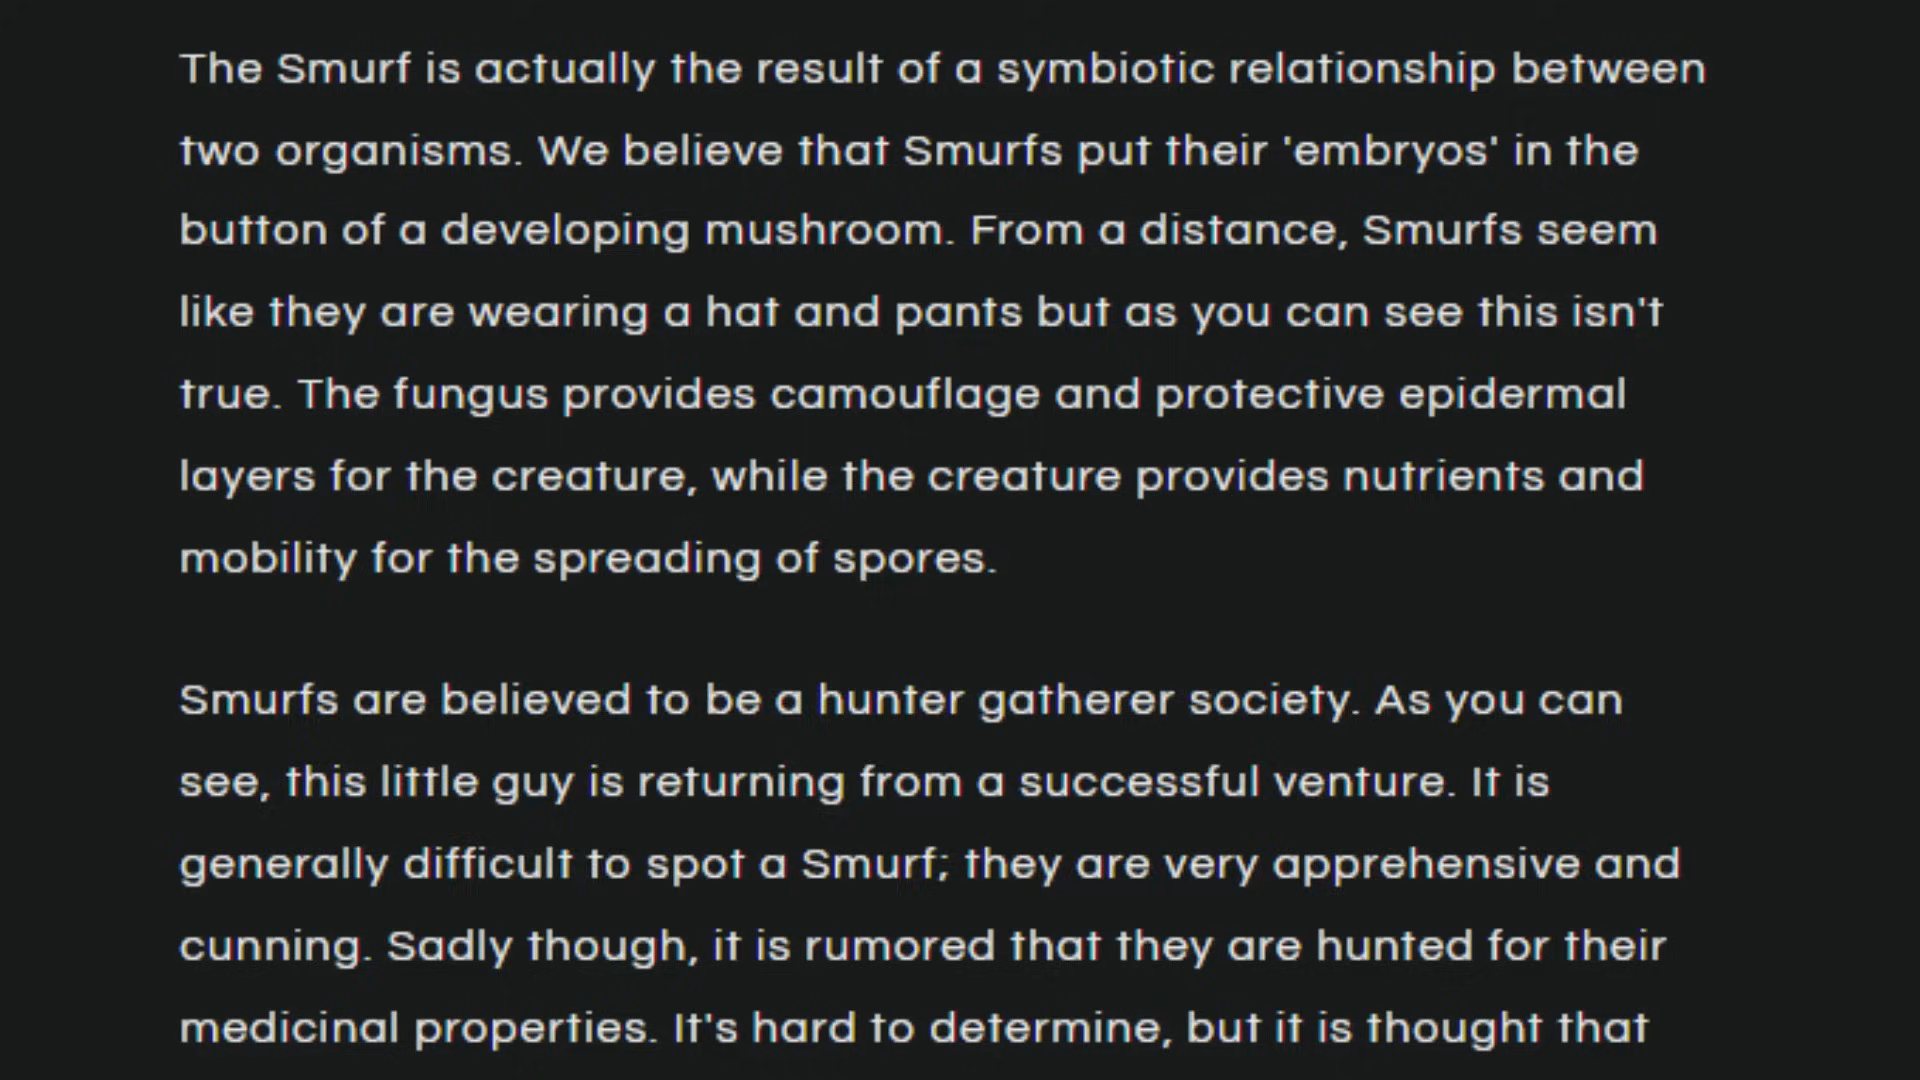 The Smurf is actually the result of a symbiotic relationship between
two organisms. We believe that Smurfs put their 'embryos' in the
button of a developing mushroom. From a distance, Smurfs seem
like they are wearing a hat and pants but as you can see this isn't
true. The fungus provides camouflage and protective epidermal
layers for the creature, while the creature provides nutrients and
mobility for the spreading of spores.
Smurfs are believed to be a hunter gatherer society. As you can
see, this little guy is returning from a successful venture. It is
generally difficult to spot a Smurf; they are very apprehensive and
cunning. Sadly though, it is rumored that they are hunted for their
medicinal properties. It's hard to determine, but it is thought that